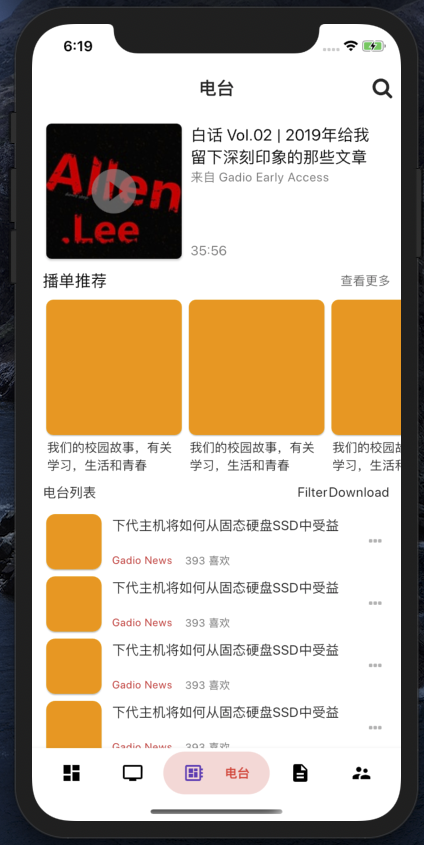 6:19
电台
Allen
.Lee
白话 Vol.02 | 2019年给我
留下深刻印象的那些文章
来自 Gadio Early Access
35:56
播单推荐
查看更多
我们的校园故事，有关
学习，生活和青春
我们的校园故事，有关
学习，生活和青春
我们的校园故
学习，生活和青
电台列表
Filter
Download
下代主机将如何从固态硬盘SSD中受益
Gadio News 393 喜欢
下代主机将如何从固态硬盘SSD中受益
Gadio News 393 喜欢
下代主机将如何从固态硬盘SSD中受益
Gadio News 393 喜欢
下代主机将如何从固态硬盘SSD中受益
Gadio News 393 喜欢
电台